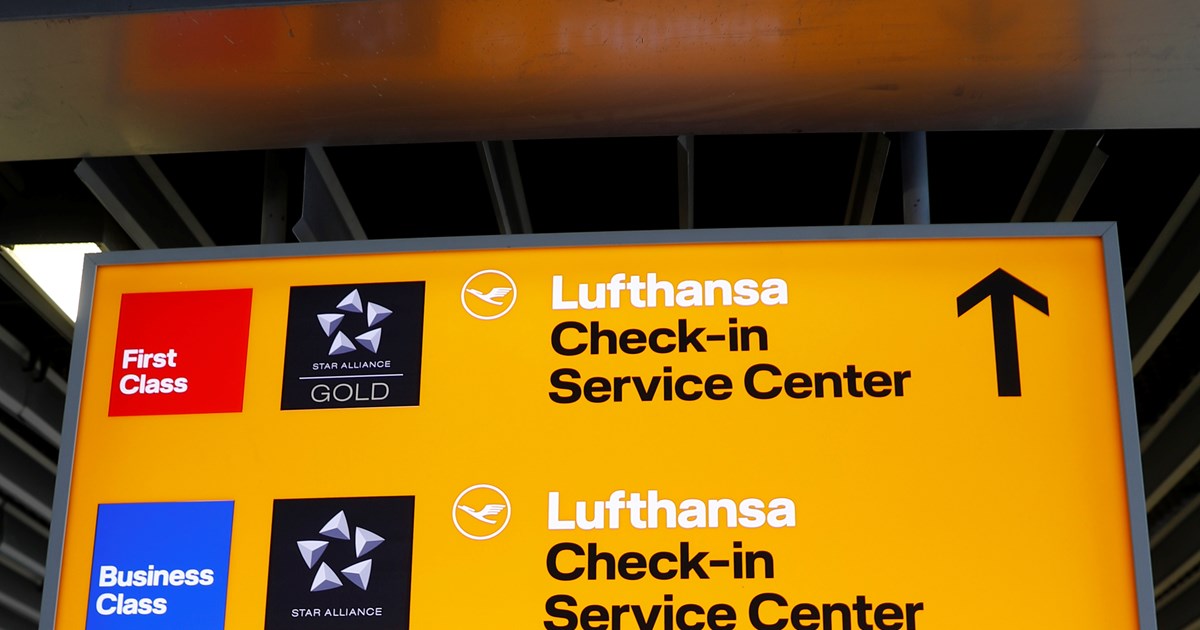 First
Class
STAR ALLIANCE
GOLD
Lufthansa
Check-in
Service Center
Business
Class
STAR ALLIANCE
Lufthansa
Check-in
Service Center